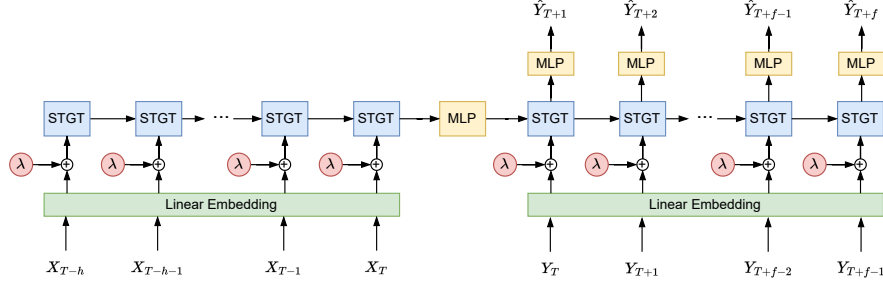 Ŷ_{T+1} Ŷ_{T+2} Ŷ_{T+f−1} Ŷ_{T+f}
MLP MLP MLP MLP
STGT STGT ··· STGT STGT MLP STGT STGT ··· STGT STGT
λ + λ + λ + λ + λ + λ + λ + λ +
Linear Embedding Linear Embedding
X_{T−h} X_{T−h−1} X_{T−1} X_T Y_T Y_{T+1} Y_{T+f−2} Y_{T+f−1}